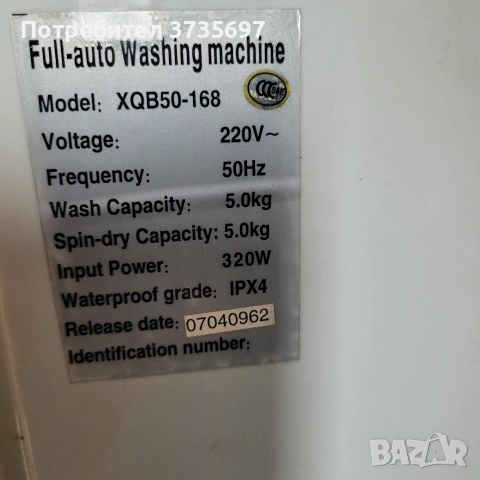 Потребител 3735697
Full-auto Washing machine
Model: XQB50-168
Voltage: 220V~
Frequency: 50Hz
Wash Capacity: 5.0kg
Spin-dry Capacity: 5.0kg
Input Power: 320W
Waterproof grade: IPX4
Release date: 07040962
Identification number:
BAZAR